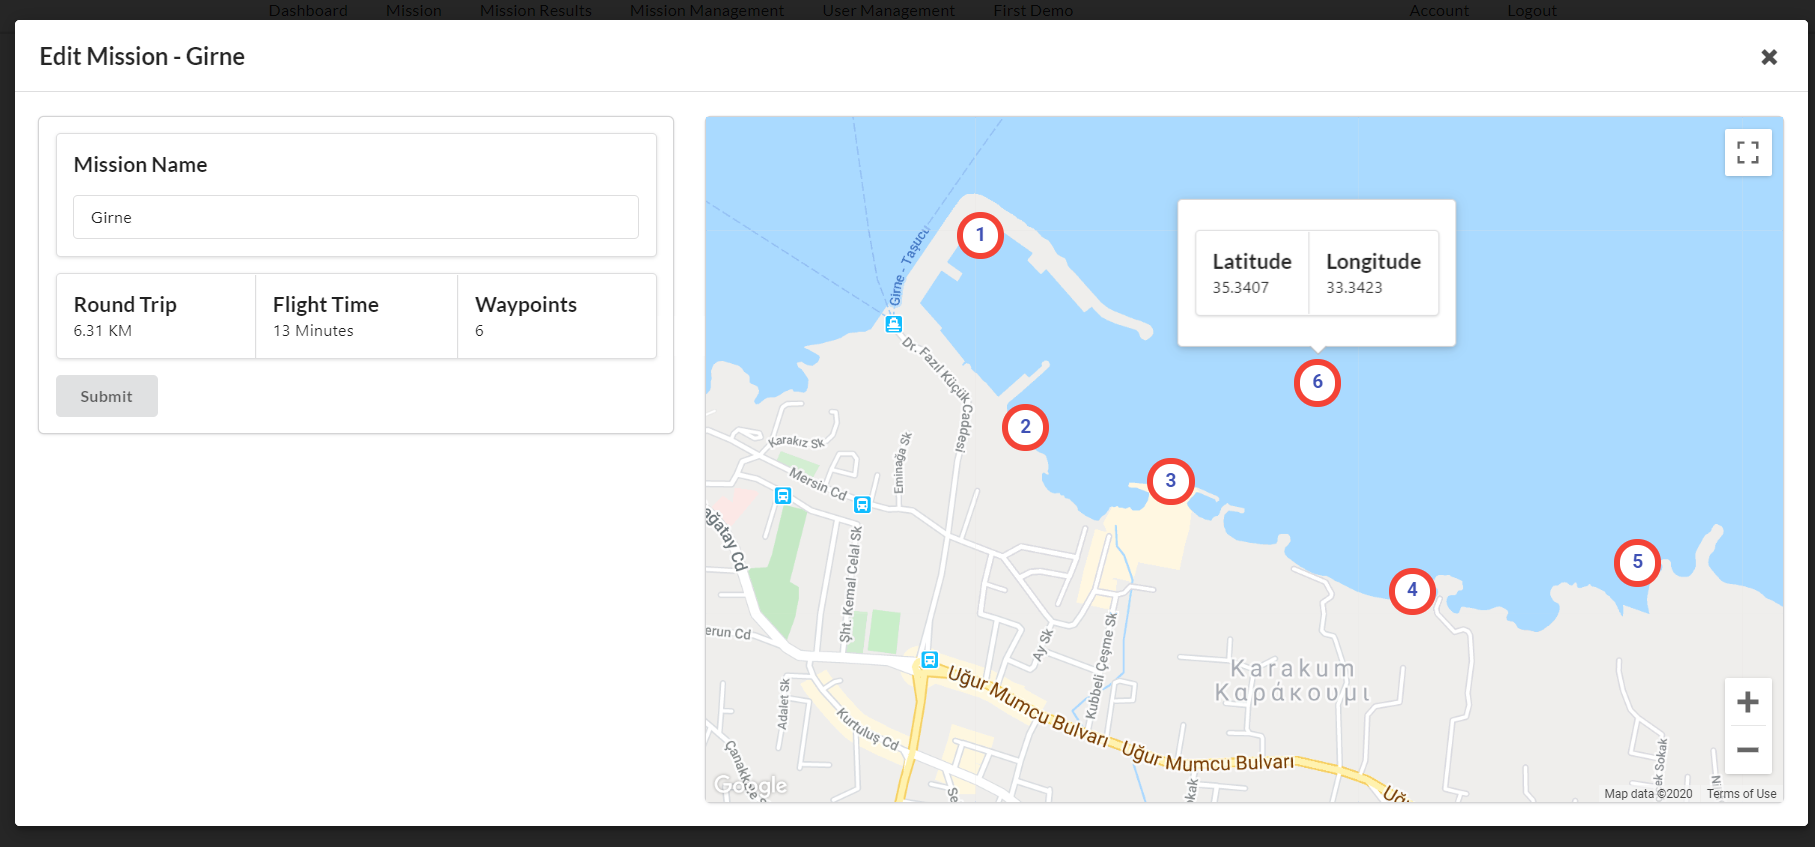 Dashboard Mission Mission Results Mission Management User Management First Demo Account Logout
Edit Mission - Girne
Mission Name
Girne
Round Trip
6.31 KM
Flight Time
13 Minutes
Waypoints
6
Submit
1
Girne - Taşucu
Latitude
35.3407
Longitude
33.3423
6
Dr. Fazıl Küçük Caddesi
2
Karakız Sk
Eminağa Sk
Mersin Cd
3
ağatay Cd
Şht. Kemal Celal Sk
5
4
erun Cd
Ay Sk
Kubbeli Çeşme Sk
Karakum
Καράκουμι
Adalet Sk
Uğur Mumcu Bulvarı
Uğur Mumcu Bulvarı
Kurtuluş Cd
Çanakkale
ek Sokak
Se
okak
Uğu
Google
Map data ©2020 Terms of Use